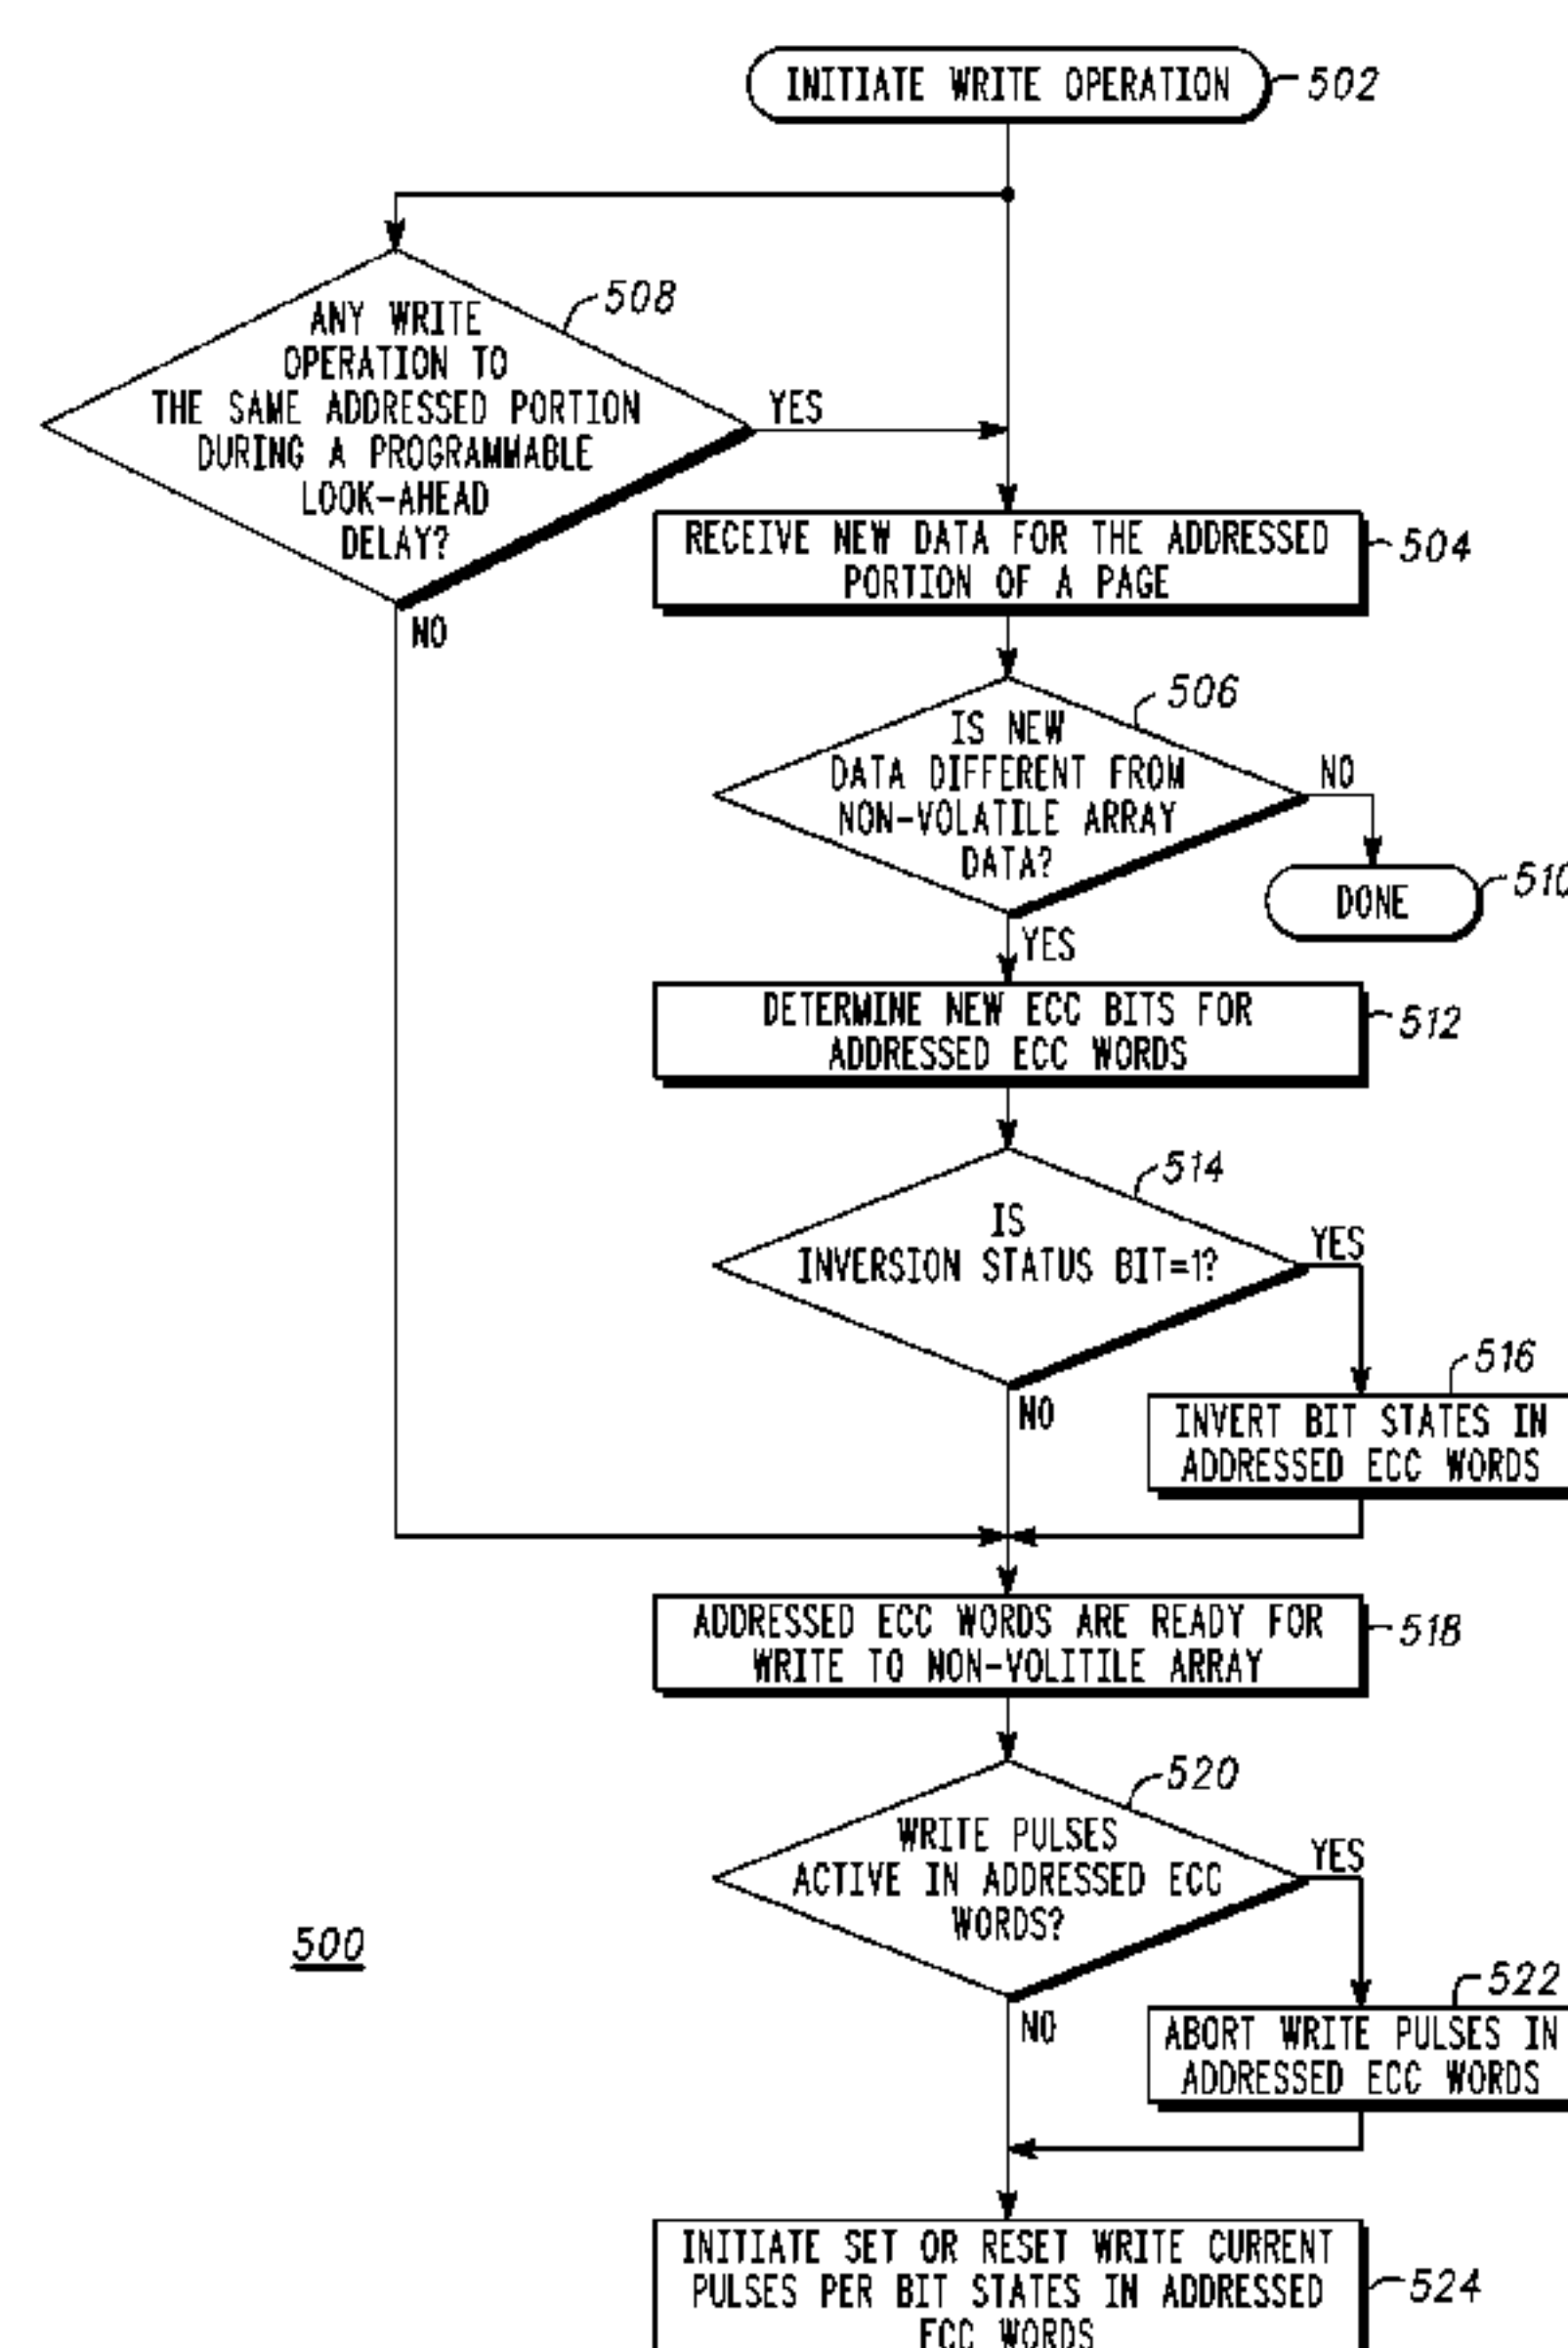 INITIATE WRITE OPERATION
502
ANY WRITE
OPERATION TO
THE SAME ADDRESSED PORTION
DURING A PROGRAMMABLE
LOOK-AHEAD
DELAY?
508
YES
NO
RECEIVE NEW DATA FOR THE ADDRESSED
PORTION OF A PAGE
504
IS NEW
DATA DIFFERENT FROM
NON-VOLATILE ARRAY
DATA?
506
NO
DONE
510
YES
DETERMINE NEW ECC BITS FOR
ADDRESSED ECC WORDS
512
IS
INVERSION STATUS BIT=1?
514
YES
NO
516
INVERT BIT STATES IN
ADDRESSED ECC WORDS
ADDRESSED ECC WORDS ARE READY FOR
WRITE TO NON-VOLITILE ARRAY
518
WRITE PULSES
ACTIVE IN ADDRESSED ECC
WORDS?
520
YES
NO
500
522
ABORT WRITE PULSES IN
ADDRESSED ECC WORDS
INITIATE SET OR RESET WRITE CURRENT
PULSES PER BIT STATES IN ADDRESSED
ECC WORDS
524